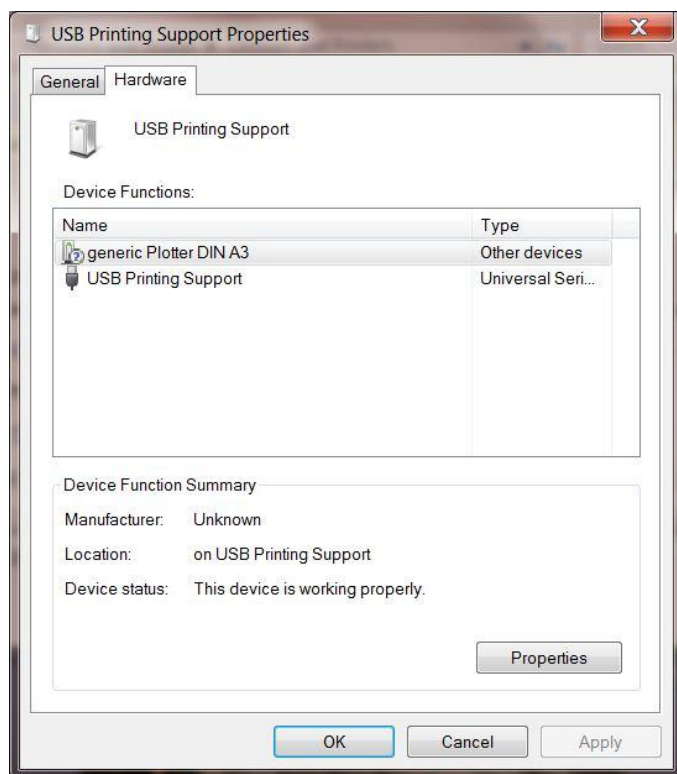 USB Printing Support Properties
General Hardware
USB Printing Support
Device Functions:
Name Type
generic Plotter DIN A3 Other devices
USB Printing Support Universal Seri...
Device Function Summary
Manufacturer: Unknown
Location: on USB Printing Support
Device status: This device is working properly.
Properties
OK Cancel Apply